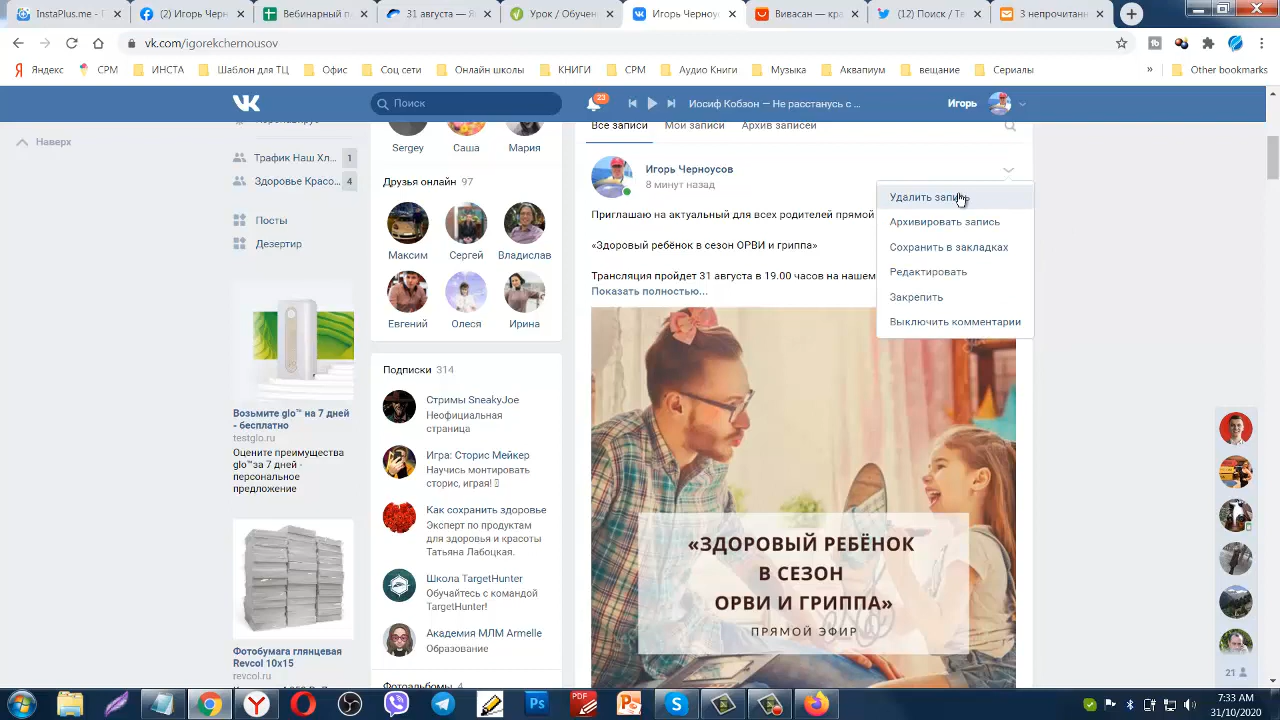 InstaPlus.me - О
(2) Игорь Черн
Вебинарный п
31 августа – Я
Урок / Обучен
Игорь Черноус
Вивасан — кра
(12) Поиск / Тв
3 непрочитанн
vk.com/igorekchernousov
Яндекс
СРМ
ИНСТА
Шаблон для ТЦ
Офис
Соц сети
Онлайн школы
КНИГИ
СРМ
Аудио Книги
Музыка
Аквапиум
вещание
Сериалы
»
Other bookmarks
Поиск
23
Иосиф Кобзон — Не расстанусь с ...
Игорь
Наверх
Трафик Наш Хл... 1
Здоровье Красо... 4
Посты
Дезертир
Возьмите glo™ на 7 дней
- бесплатно
testglo.ru
Оцените преимущества
glo™за 7 дней -
персональное
предложение
Фотобумага глянцевая
Revcol 10x15
revcol.ru
Sergey
Саша
Мария
Друзья онлайн 97
Максим
Сергей
Владислав
Евгений
Олеся
Ирина
Подписки 314
Стримы SneakyJoe
Неофициальная
страница
Игра: Сторис Мейкер
Научись монтировать
сторис, играя!
Как сохранить здоровье
Эксперт по продуктам
для здоровья и красоты
Татьяна Лабоцкая.
Школа TargetHunter
Обучайтесь с командой
TargetHunter!
Академия МЛМ Armelle
Образование
Фотоальбомы 4
Все записи
Мои записи
Архив записей
Игорь Черноусов
8 минут назад
Приглашаю на актуальный для всех родителей прямой
«Здоровый ребёнок в сезон ОРВИ и гриппа»
Трансляция пройдет 31 августа в 19.00 часов на нашем
Показать полностью...
Удалить запись
Архивировать запись
Сохранить в закладках
Редактировать
Закрепить
Выключить комментарии
«ЗДОРОВЫЙ РЕБЁНОК
В СЕЗОН
ОРВИ И ГРИППА»
ПРЯМОЙ ЭФИР
21
7:33 AM
31/10/2020